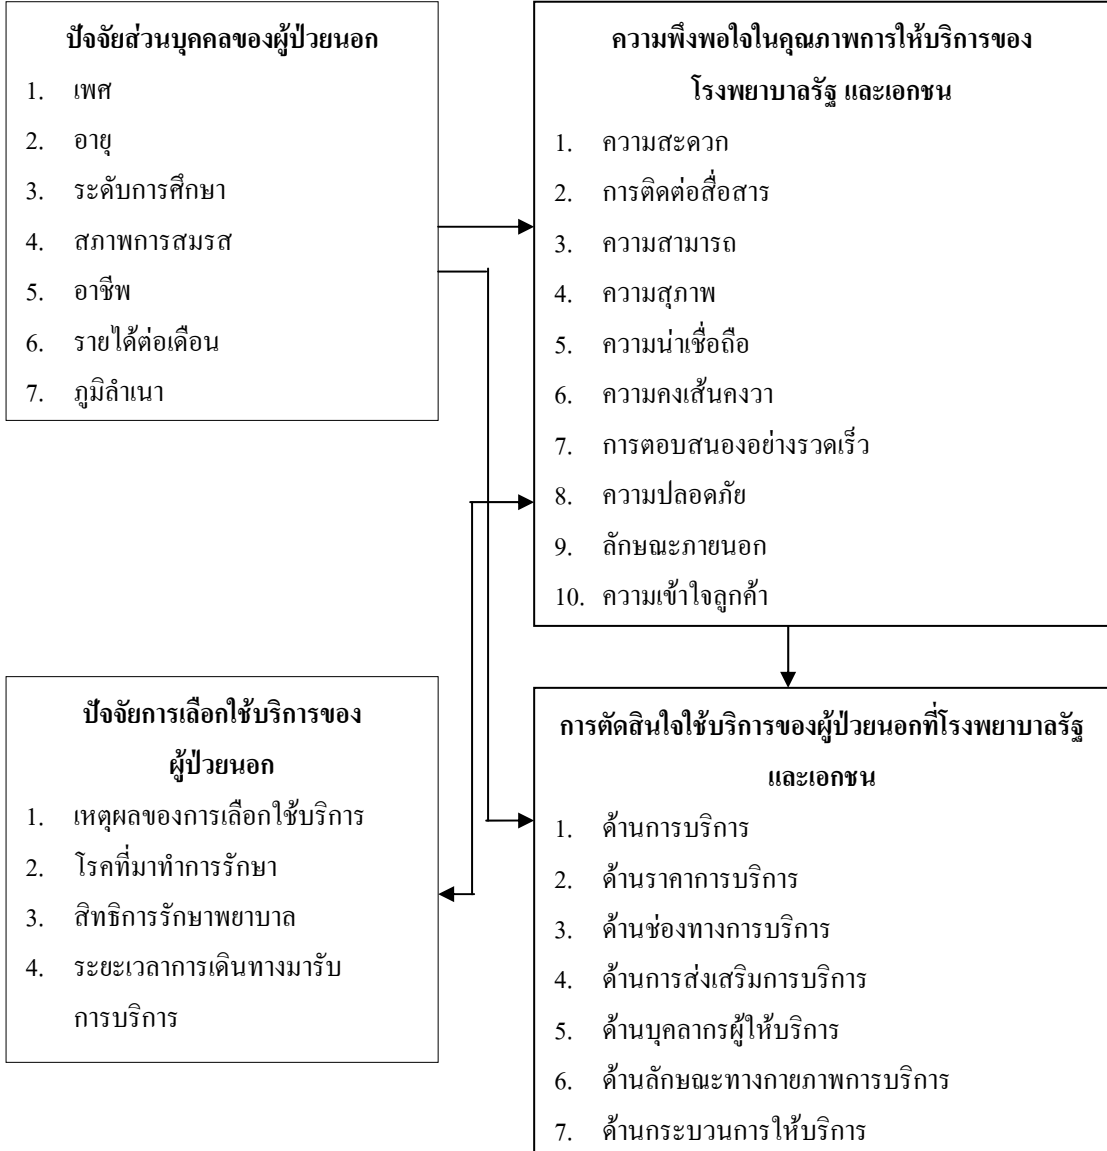 ปัจจัยส่วนบุคคลของผู้ป่วยนอก
1. เพศ
2. อายุ
3. ระดับการศึกษา
4. สภาพการสมรส
5. อาชีพ
6. รายได้ต่อเดือน
7. ภูมิลำเนา
ความพึงพอใจในคุณภาพการให้บริการของ
โรงพยาบาลรัฐ และเอกชน
1. ความสะดวก
2. การติดต่อสื่อสาร
3. ความสามารถ
4. ความสุภาพ
5. ความน่าเชื่อถือ
6. ความคงเส้นคงวา
7. การตอบสนองอย่างรวดเร็ว
8. ความปลอดภัย
9. ลักษณะภายนอก
10. ความเข้าใจลูกค้า
ปัจจัยการเลือกใช้บริการของ
ผู้ป่วยนอก
1. เหตุผลของการเลือกใช้บริการ
2. โรคที่มาทำการรักษา
3. สิทธิการรักษาพยาบาล
4. ระยะเวลาการเดินทางมารับ
การบริการ
การตัดสินใจใช้บริการของผู้ป่วยนอกที่โรงพยาบาลรัฐ
และเอกชน
1. ด้านการบริการ
2. ด้านราคาการบริการ
3. ด้านช่องทางการบริการ
4. ด้านการส่งเสริมการบริการ
5. ด้านบุคลากรผู้ให้บริการ
6. ด้านลักษณะทางกายภาพการบริการ
7. ด้านกระบวนการให้บริการ